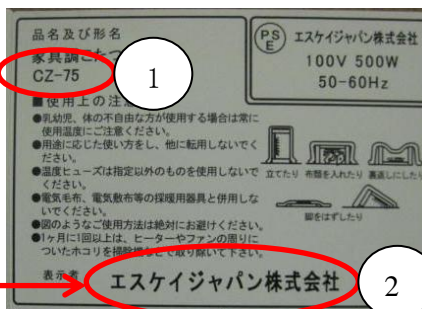 品名及び形名
家具調こたつ
CZ-75
1
PSE
エスケイジャパン株式会社
100V 500W
50-60Hz
■使用上の注意
●乳幼児、体の不自由な方が使用する場合は常に
使用温度にご注意ください。
●用途に応じた使い方をし、他に転用しないでく
ださい。
●温度ヒューズは指定以外のものを使用しないで
ください。
●電気毛布、電気敷布等の採暖用器具と併用しな
いでください。
●図のようなご使用方法は絶対にお避けください。
●1ヶ月に1回以上は、ヒーターやファンの周りに
ついたホコリを掃除機などで取り除いて下さい。
立てたり 布類を入れたり 裏返しにしたり
脚をはずしたり
表示者 エスケイジャパン株式会社
2